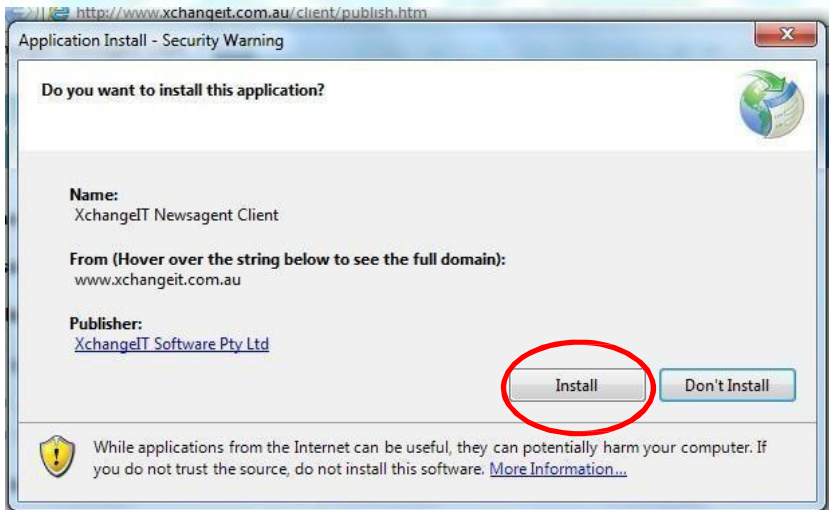 http://www.xchangeit.com.au/client/publish.htm
Application Install - Security Warning
Do you want to install this application?
Name:
XchangeIT Newsagent Client
From (Hover over the string below to see the full domain):
www.xchangeit.com.au
Publisher:
XchangeIT Software Pty Ltd
Install Don't Install
While applications from the Internet can be useful, they can potentially harm your computer. If
you do not trust the source, do not install this software. More Information...